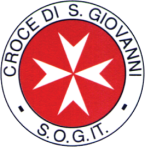 CROCE DI S. GIOVANNI
- S.O.G.IT. -